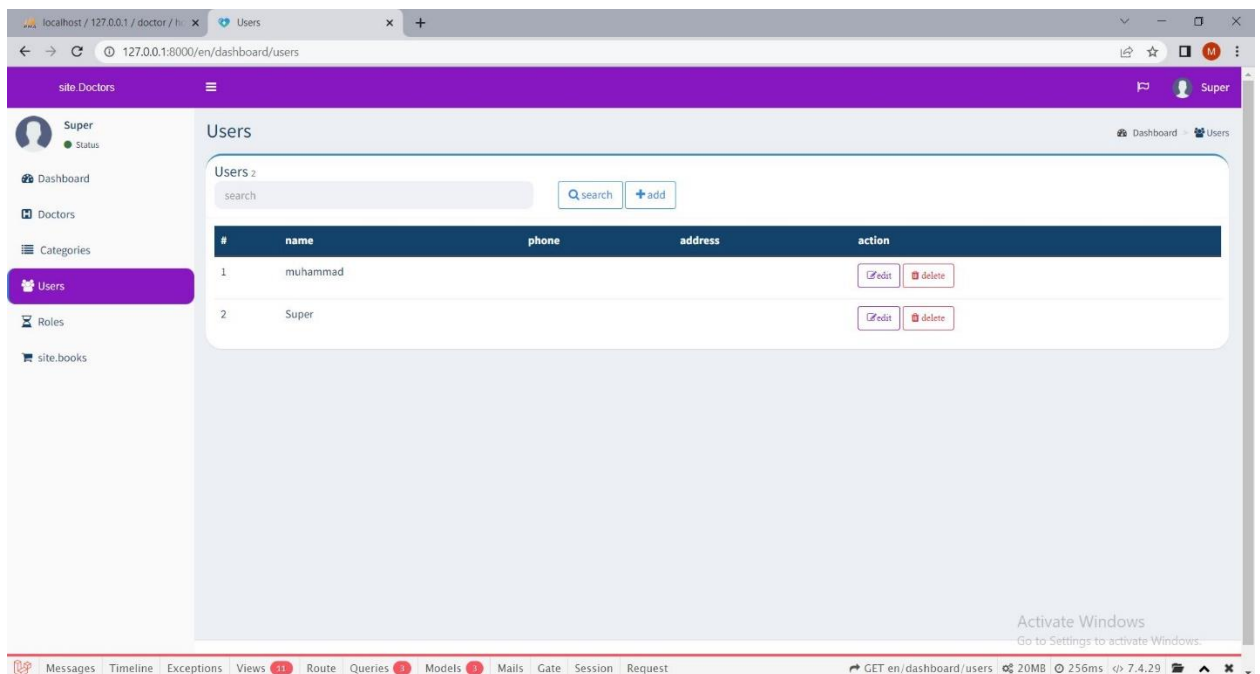 localhost / 127.0.0.1 / doctor / ho
Users
127.0.0.1:8000/en/dashboard/users
M
site.Doctors
Super
Super
Status
Users
Dashboard > Users
Dashboard
Doctors
Categories
Users
Roles
site.books
Users 2
search
search
add
# name phone address action
1 muhammad edit delete
2 Super edit delete
Activate Windows
Go to Settings to activate Windows.
Messages Timeline Exceptions Views 11 Route Queries 3 Models 3 Mails Gate Session Request GET en/dashboard/users 20MB 256ms 7.4.29